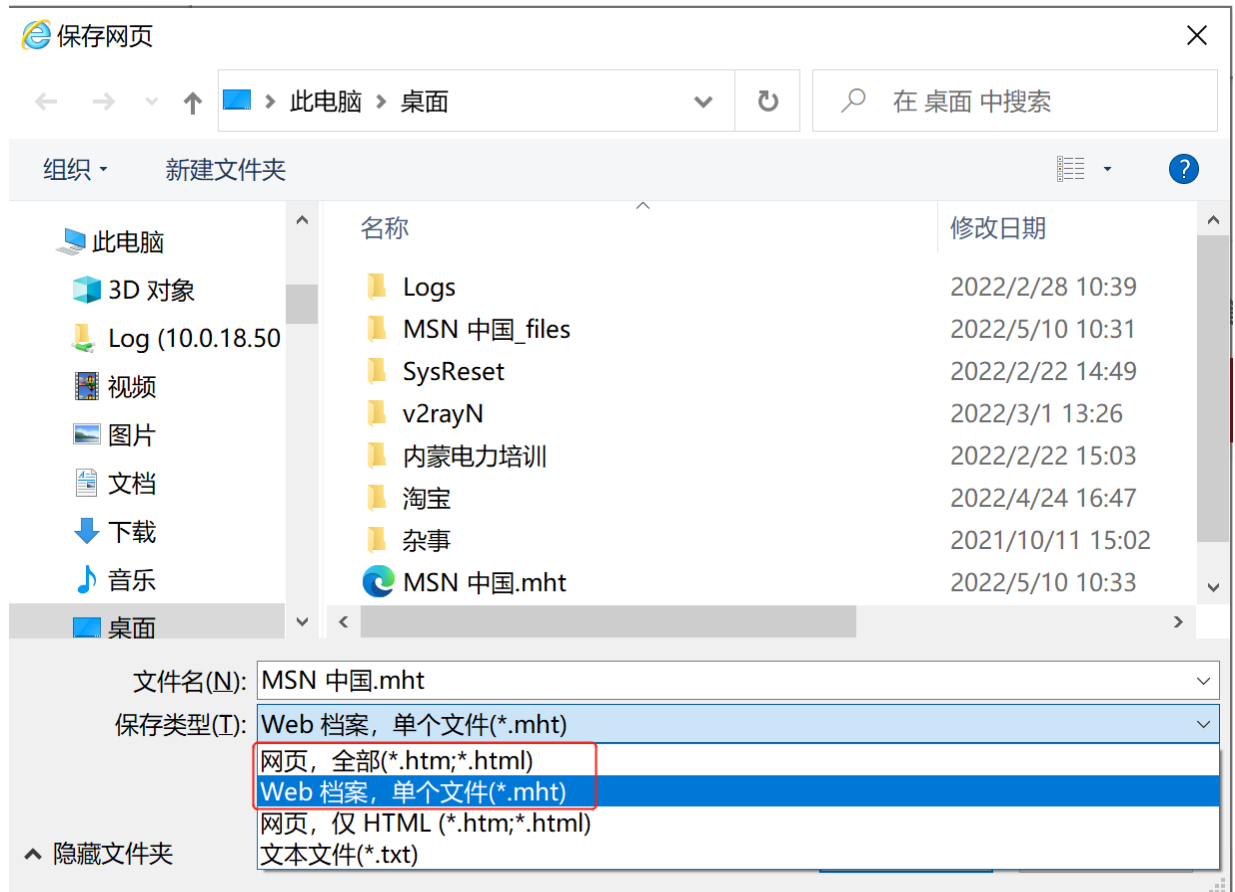 保存网页
此电脑 桌面
在 桌面 中搜索
组织 新建文件夹
名称 修改日期
此电脑
3D 对象
Log (10.0.18.50
视频
图片
文档
下载
音乐
桌面
Logs 2022/2/28 10:39
MSN 中国_files 2022/5/10 10:31
SysReset 2022/2/22 14:49
v2rayN 2022/3/1 13:26
内蒙电力培训 2022/2/22 15:03
淘宝 2022/4/24 16:47
杂事 2021/10/11 15:02
MSN 中国.mht 2022/5/10 10:33
文件名(N): MSN 中国.mht
保存类型(T): Web 档案，单个文件(*.mht)
网页，全部(*.htm;*.html)
Web 档案，单个文件(*.mht)
网页，仅 HTML (*.htm;*.html)
文本文件(*.txt)
隐藏文件夹